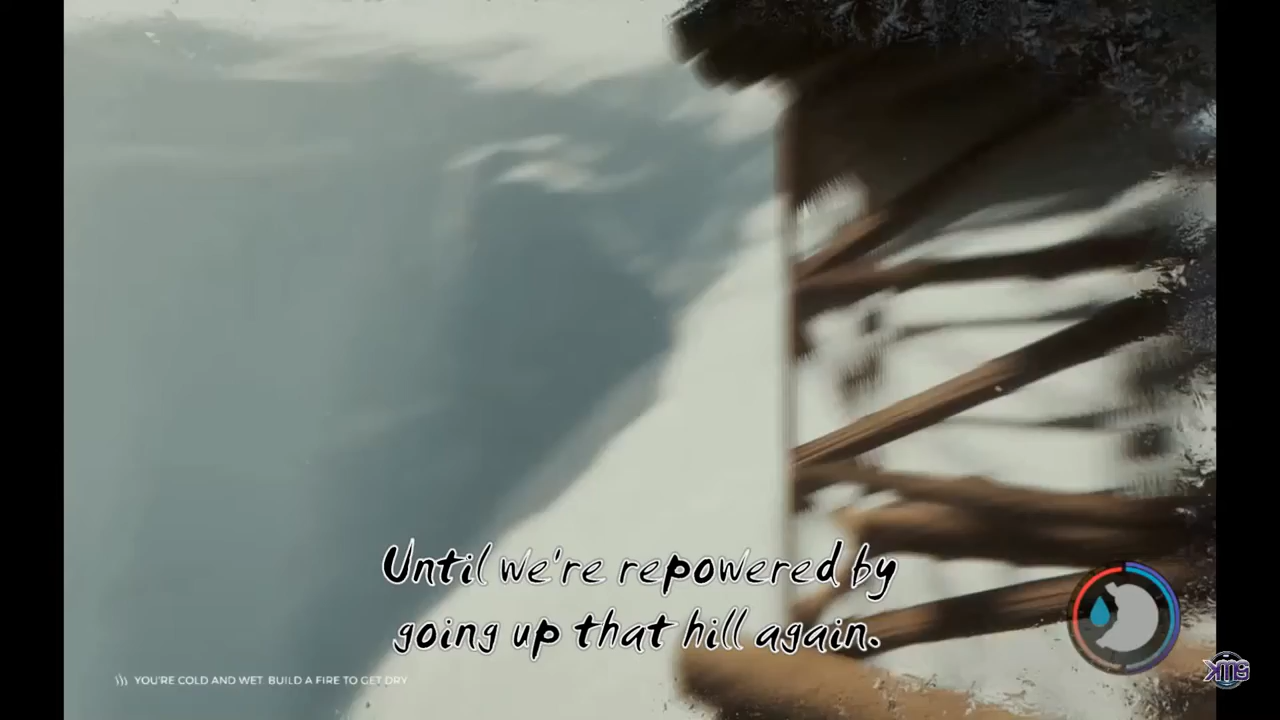 Until we're repowered by
going up that hill again.
YOU'RE COLD AND WET BUILD A FIRE TO GET DRY